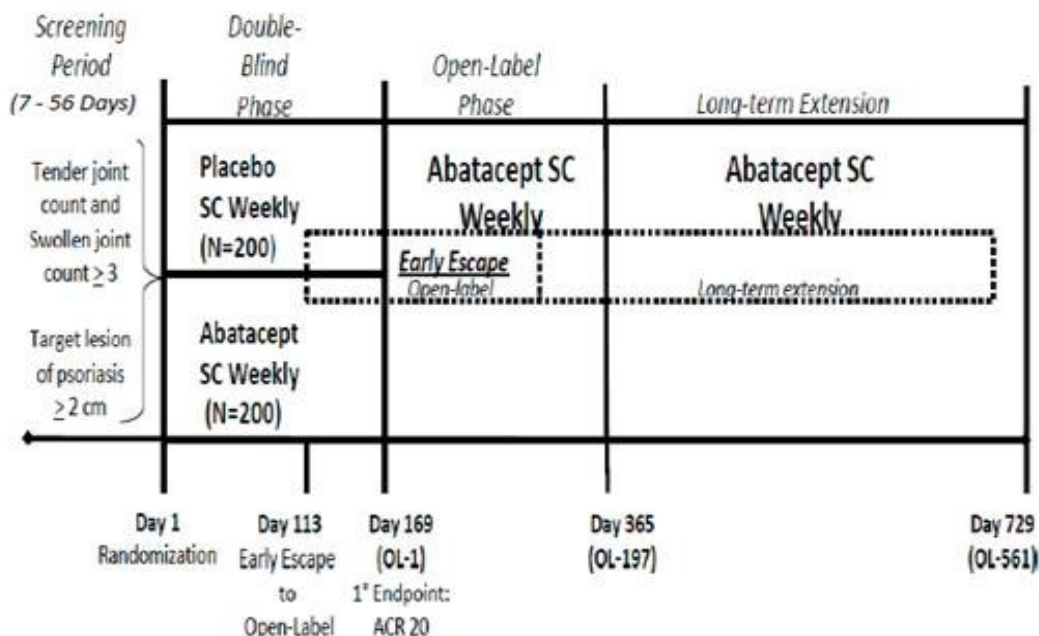 Screening
Period
(7 - 56 Days)
Double-
Blind
Phase
Open-Label
Phase
Long-term Extension
Tender joint
count and
Swollen joint
count ≥ 3
Target lesion
of psoriasis
≥ 2 cm
Placebo
SC Weekly
(N=200)
Abatacept
SC Weekly
(N=200)
Abatacept SC
Weekly
Early Escape
Open-label
Abatacept SC
Weekly
Long-term extension
Day 1
Randomization
Day 113
Early Escape
to
Open-Label
Day 169
(OL-1)
1° Endpoint:
ACR 20
Day 365
(OL-197)
Day 729
(OL-561)